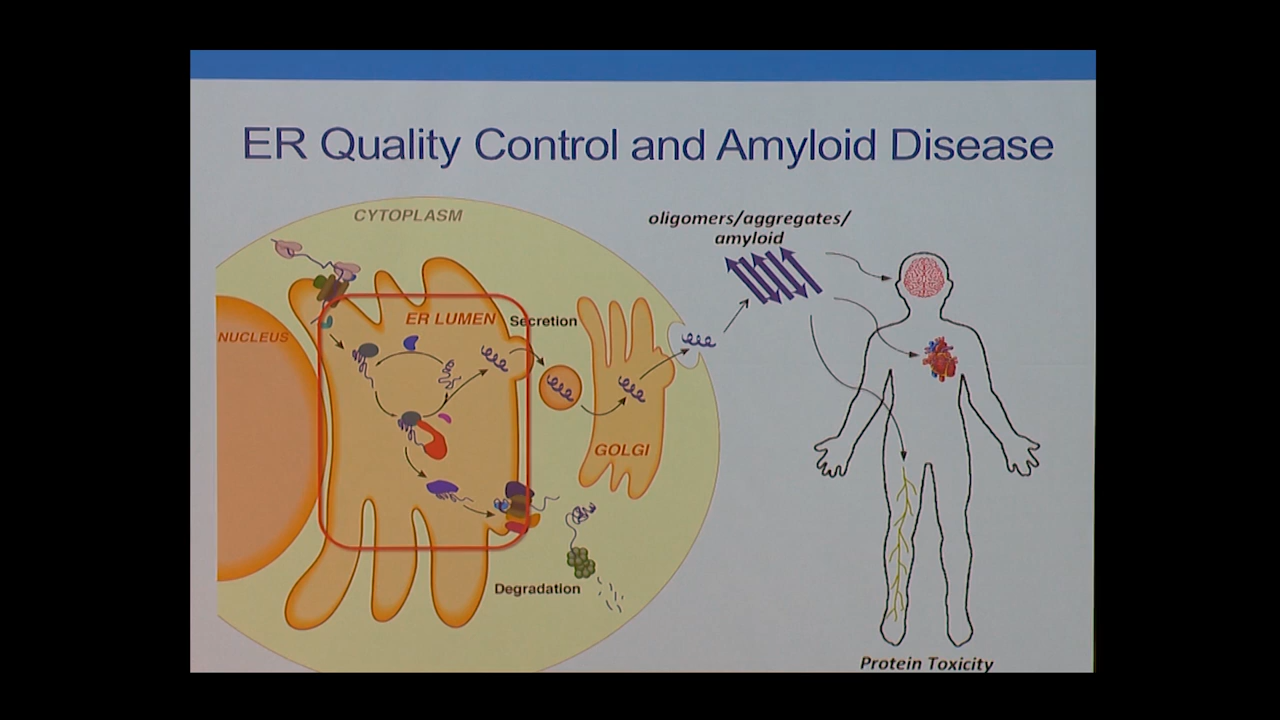 ER Quality Control and Amyloid Disease
CYTOPLASM
oligomers/aggregates/
amyloid
NUCLEUS
ER LUMEN
Secretion
GOLGI
Degradation
Protein Toxicity